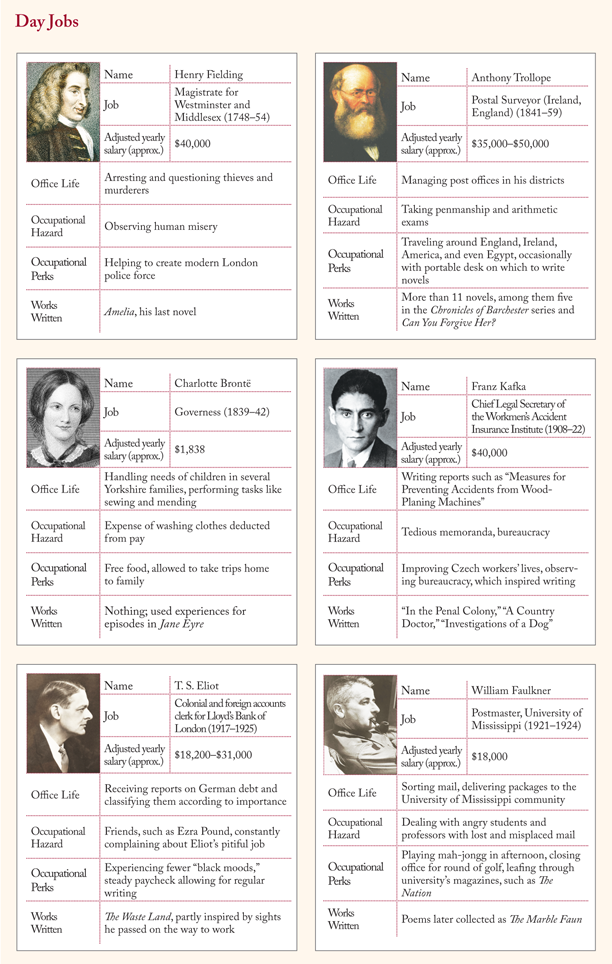 Day Jobs
Name Henry Fielding
Job Magistrate for
Westminster and
Middlesex (1748–54)
Adjusted yearly
salary (approx.) $40,000
Office Life Arresting and questioning thieves and
murderers
Occupational
Hazard Observing human misery
Occupational
Perks Helping to create modern London
police force
Works
Written Amelia, his last novel
Name Anthony Trollope
Job Postal Surveyor (Ireland,
England) (1841–59)
Adjusted yearly
salary (approx.) $35,000–$50,000
Office Life Managing post offices in his districts
Occupational
Hazard Taking penmanship and arithmetic
exams
Occupational
Perks Traveling around England, Ireland,
America, and even Egypt, occasionally
with portable desk on which to write
novels
Works
Written More than 11 novels, among them five
in the Chronicles of Barchester series and
Can You Forgive Her?
Name Charlotte Brontë
Job Governess (1839–42)
Adjusted yearly
salary (approx.) $1,838
Office Life Handling needs of children in several
Yorkshire families, performing tasks like
sewing and mending
Occupational
Hazard Expense of washing clothes deducted
from pay
Occupational
Perks Free food, allowed to take trips home
to family
Works
Written Nothing; used experiences for
episodes in Jane Eyre
Name Franz Kafka
Job Chief Legal Secretary of
the Workmen's Accident
Insurance Institute (1908–22)
Adjusted yearly
salary (approx.) $40,000
Office Life Writing reports such as “Measures for
Preventing Accidents from Wood-
Planing Machines”
Occupational
Hazard Tedious memoranda, bureaucracy
Occupational
Perks Improving Czech workers’ lives, observ-
ing bureaucracy, which inspired writing
Works
Written “In the Penal Colony,” “A Country
Doctor,” “Investigations of a Dog”
Name T. S. Eliot
Job Colonial and foreign accounts
clerk for Lloyd’s Bank of
London (1917–1925)
Adjusted yearly
salary (approx.) $18,200–$31,000
Office Life Receiving reports on German debt and
classifying them according to importance
Occupational
Hazard Friends, such as Ezra Pound, constantly
complaining about Eliot’s pitiful job
Occupational
Perks Experiencing fewer “black moods,”
steady paycheck allowing for regular
writing
Works
Written The Waste Land, partly inspired by sights
he passed on the way to work
Name William Faulkner
Job Postmaster, University of
Mississippi (1921–1924)
Adjusted yearly
salary (approx.) $18,000
Office Life Sorting mail, delivering packages to the
University of Mississippi community
Occupational
Hazard Dealing with angry students and
professors with lost and misplaced mail
Occupational
Perks Playing mah-jongg in afternoon, closing
office for round of golf, leafing through
university’s magazines, such as The
Nation
Works
Written Poems later collected as The Marble Faun